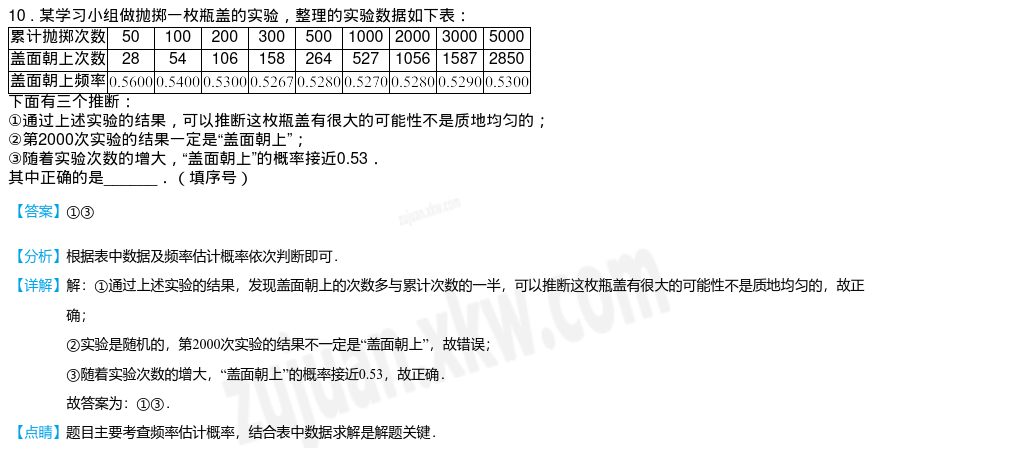 10．某学习小组做抛掷一枚瓶盖的实验，整理的实验数据如下表：
累计抛掷次数 50 100 200 300 500 1000 2000 3000 5000
盖面朝上次数 28 54 106 158 264 527 1056 1587 2850
盖面朝上频率 0.5600 0.5400 0.5300 0.5267 0.5280 0.5270 0.5280 0.5290 0.5300
下面有三个推断：
①通过上述实验的结果，可以推断这枚瓶盖有很大的可能性不是质地均匀的；
②第2000次实验的结果一定是“盖面朝上”；
③随着实验次数的增大，“盖面朝上”的概率接近0.53．
其中正确的是______．（填序号）
【答案】①③
【分析】根据表中数据及频率估计概率依次判断即可．
【详解】解：①通过上述实验的结果，发现盖面朝上的次数多与累计次数的一半，可以推断这枚瓶盖有很大的可能性不是质地均匀的，故正
确；
②实验是随机的，第2000次实验的结果不一定是“盖面朝上”，故错误；
③随着实验次数的增大，“盖面朝上”的概率接近0.53，故正确．
故答案为：①③．
【点睛】题目主要考查频率估计概率，结合表中数据求解是解题关键．
zujuan.xkw.com
zujuan.xkw.com